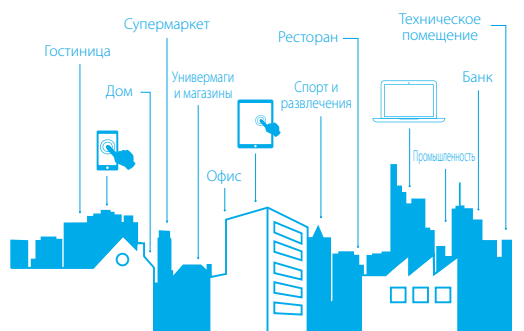 Гостиница
Дом
Супермаркет
Универмаги
и магазины
Офис
Спорт и
развлечения
Ресторан
Промышленность
Техническое
помещение
Банк